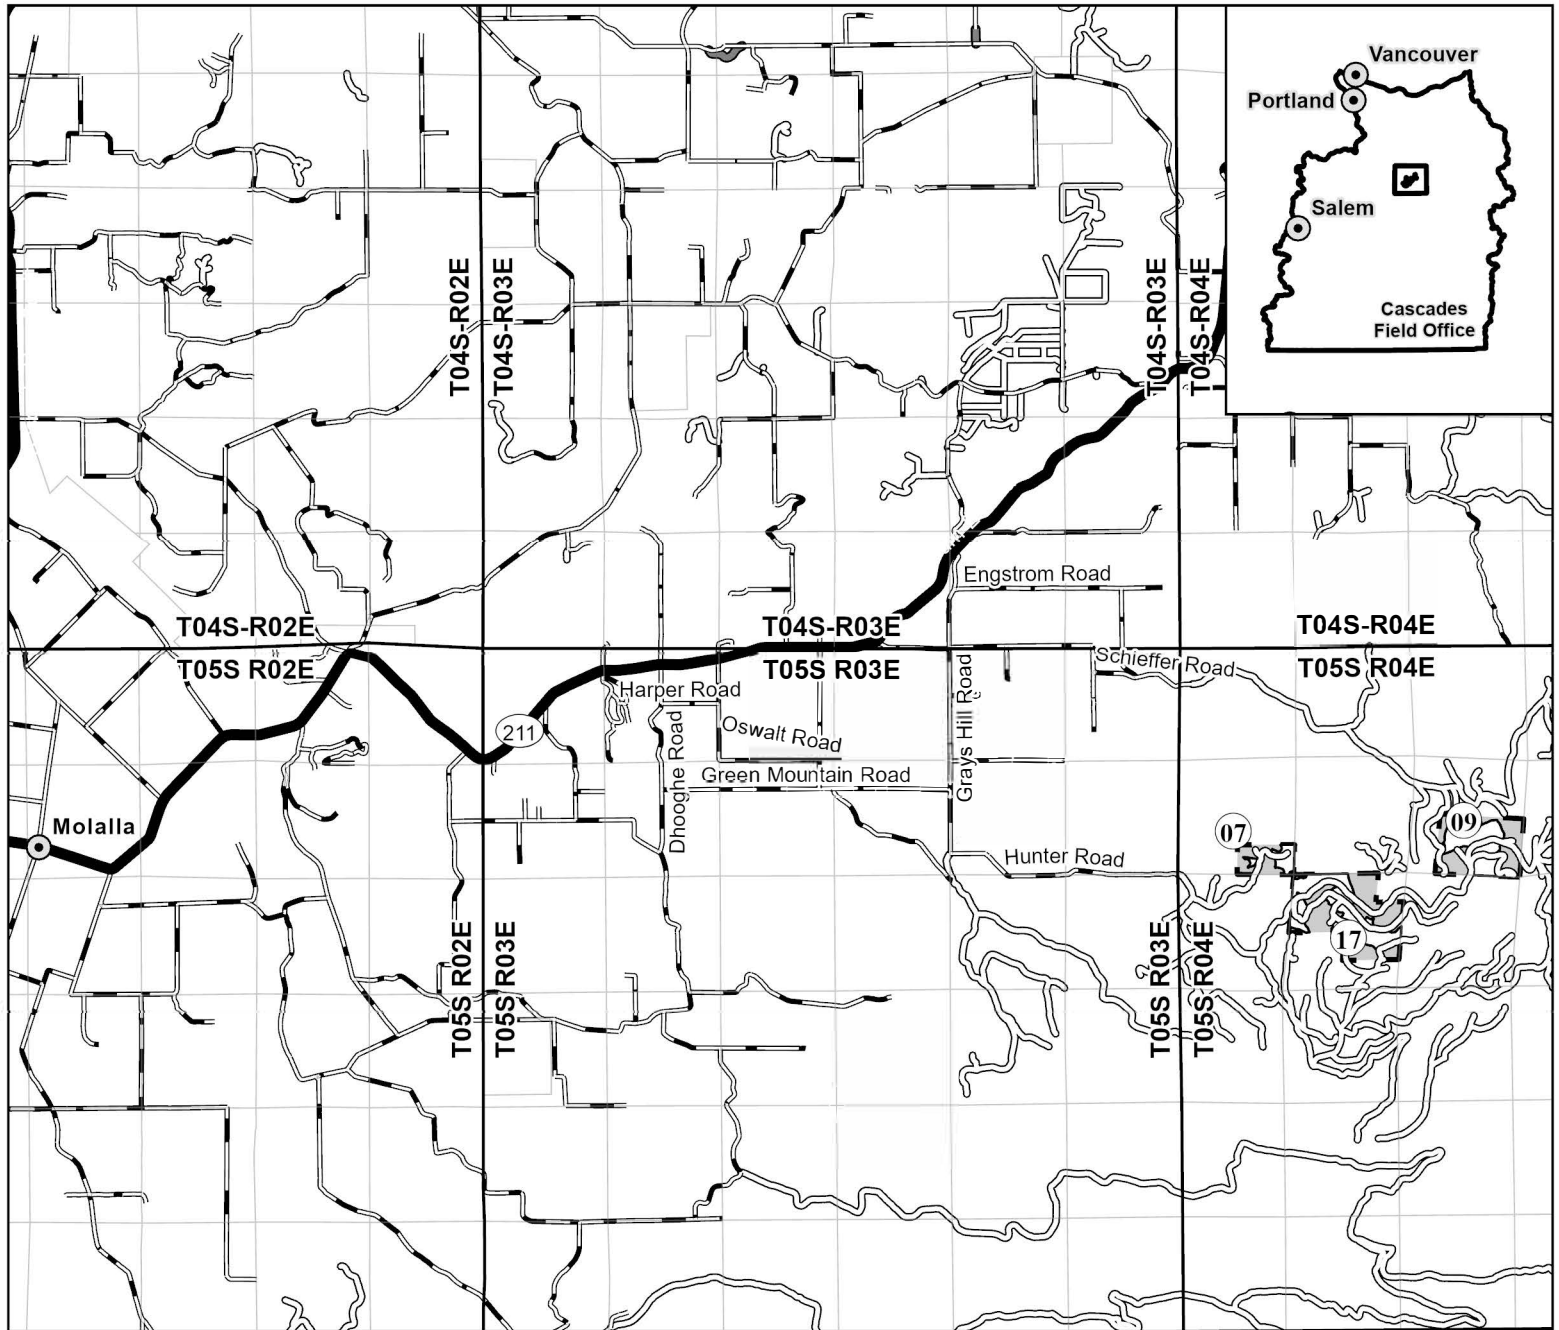 Vancouver
Portland
Salem
Cascades
Field Office
T04S-R02E
T04S-R03E
T04S-R03E
T04S-R04E
Engstrom Road
T04S-R02E
T04S-R03E
T04S-R04E
T05S R02E
T05S R03E
T05S R04E
Schieffer Road
Harper Road
Grays Hill Road
211
Oswalt Road
Dhooghe Road
Green Mountain Road
Molalla
07
09
Hunter Road
17
T05S R02E
T05S R03E
T05S R03E
T05S R04E